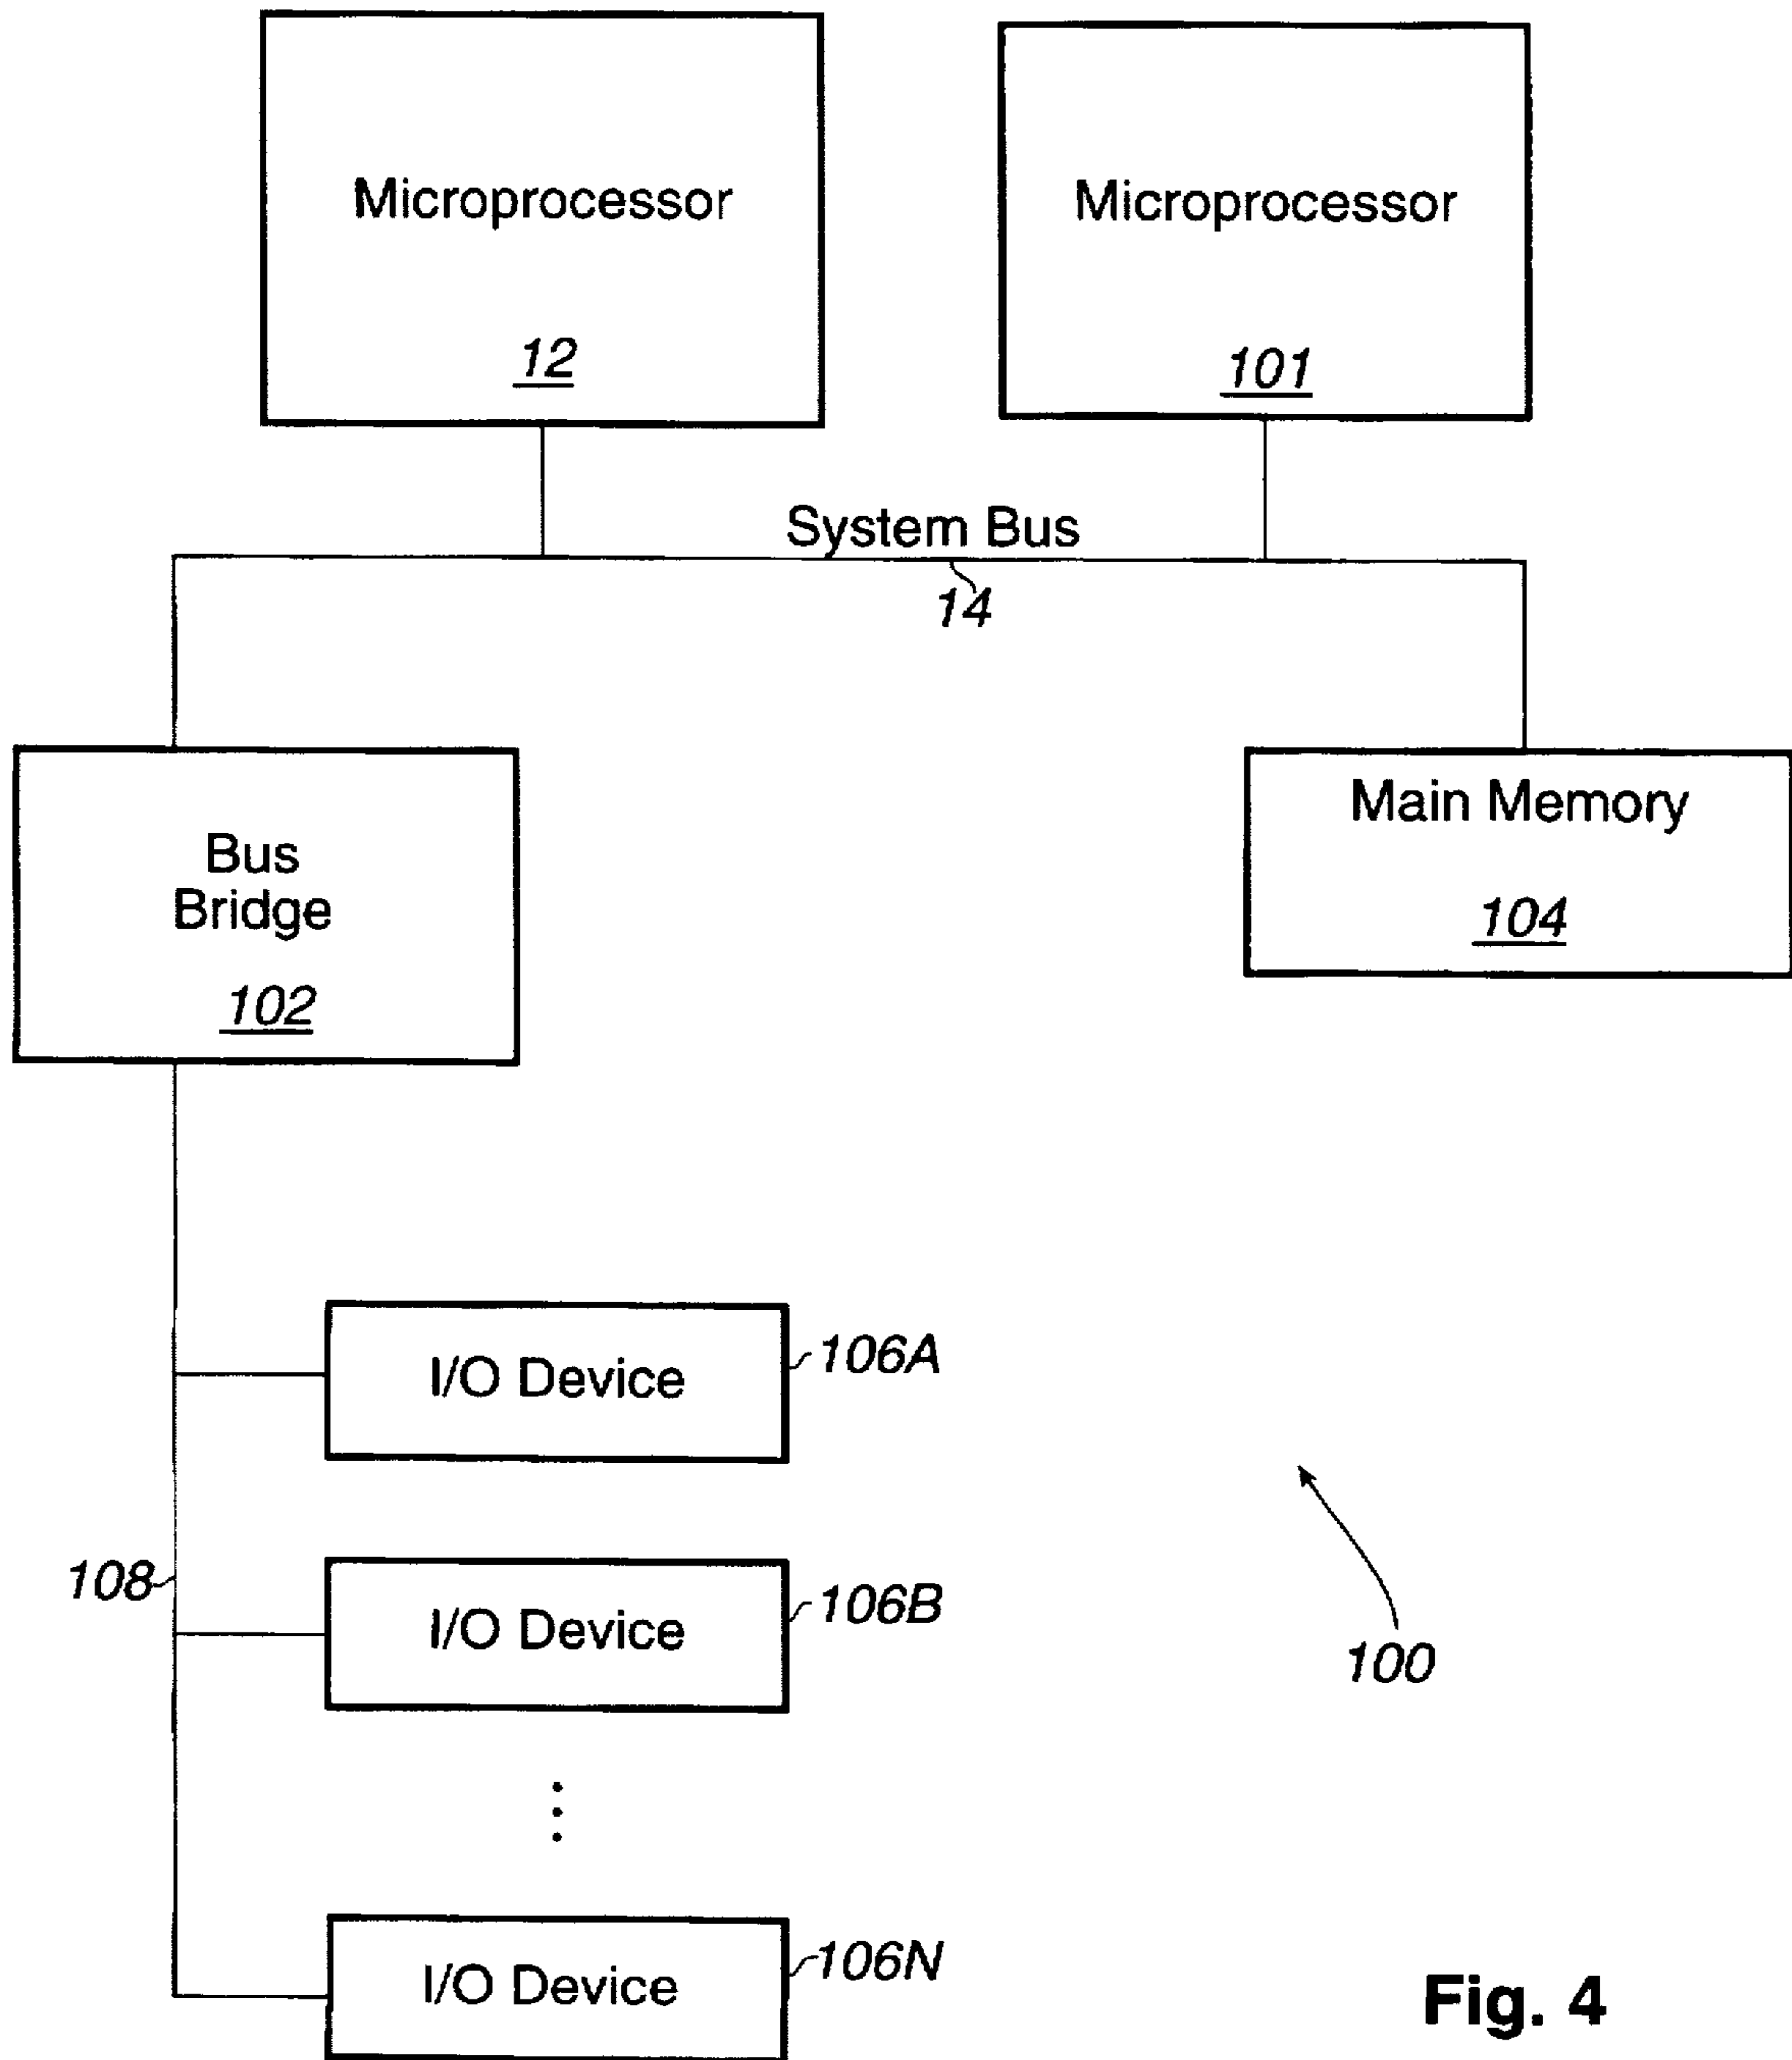 Microprocessor
12
Microprocessor
101
System Bus
14
Bus
Bridge
102
Main Memory
104
I/O Device
106A
108
I/O Device
106B
100
I/O Device
106N
Fig. 4